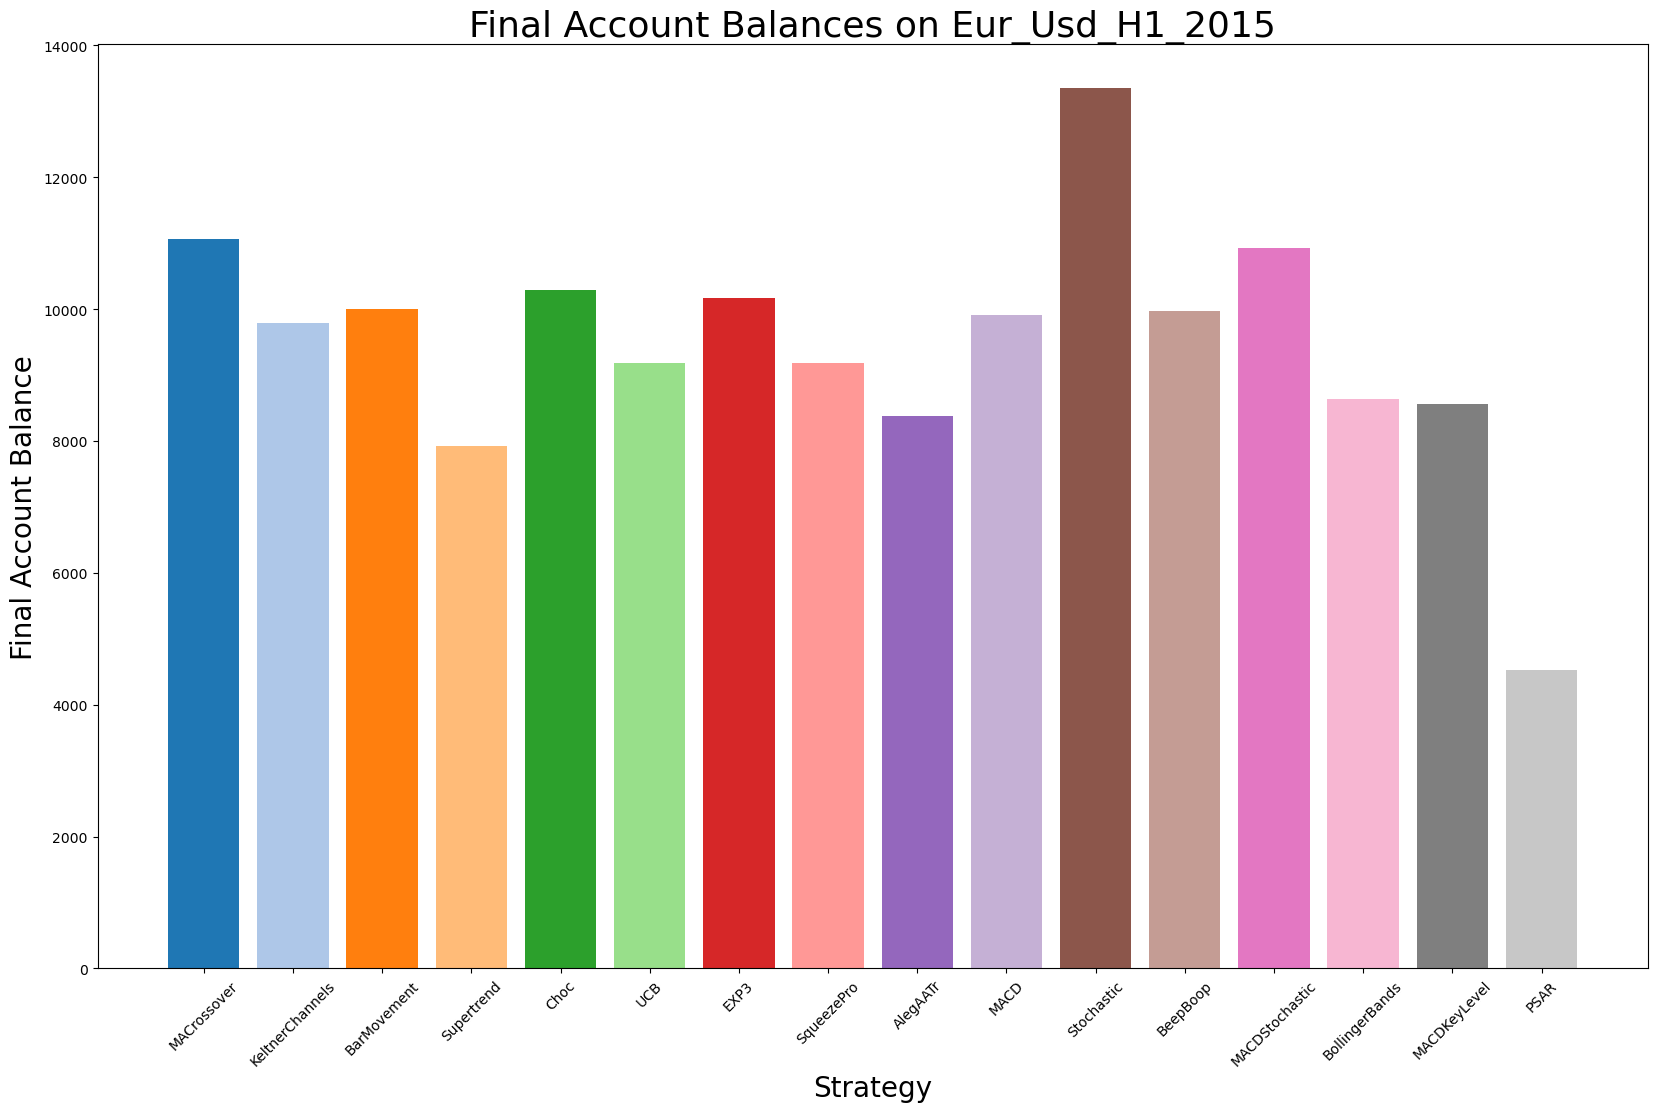 Final Account Balances on Eur_Usd_H1_2015
Final Account Balance
14000
12000
10000
8000
6000
4000
2000
0
MACrossover
KeltnerChannels
BarMovement
Supertrend
Choc
UCB
EXP3
SqueezePro
AlegAATr
MACD
Stochastic
BeepBoop
MACDStochastic
BollingerBands
MACDKeyLevel
PSAR
Strategy